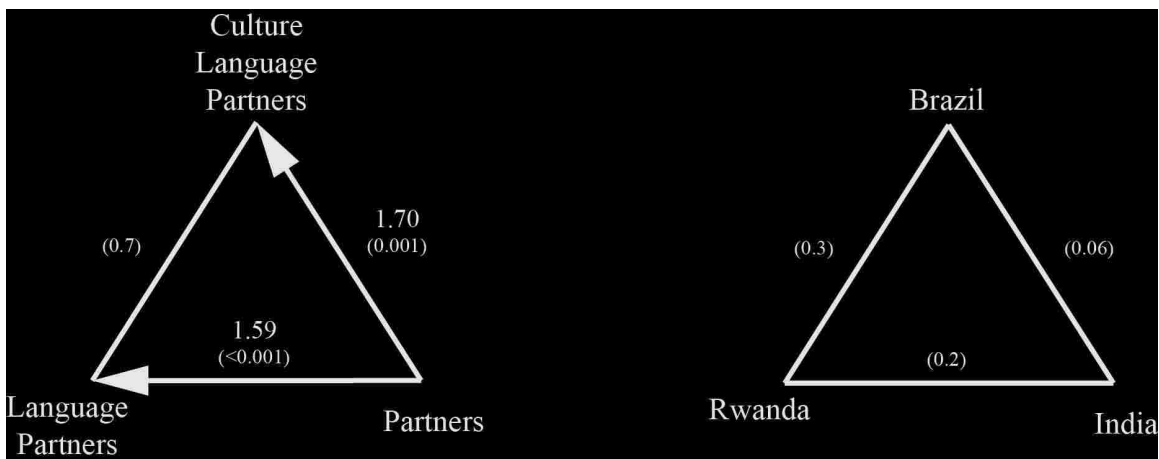 Culture
Language
Partners
(0.7)
1.70
(0.001)
1.59
(<0.001)
Language
Partners
Partners
Brazil
(0.3)
(0.06)
(0.2)
Rwanda
India